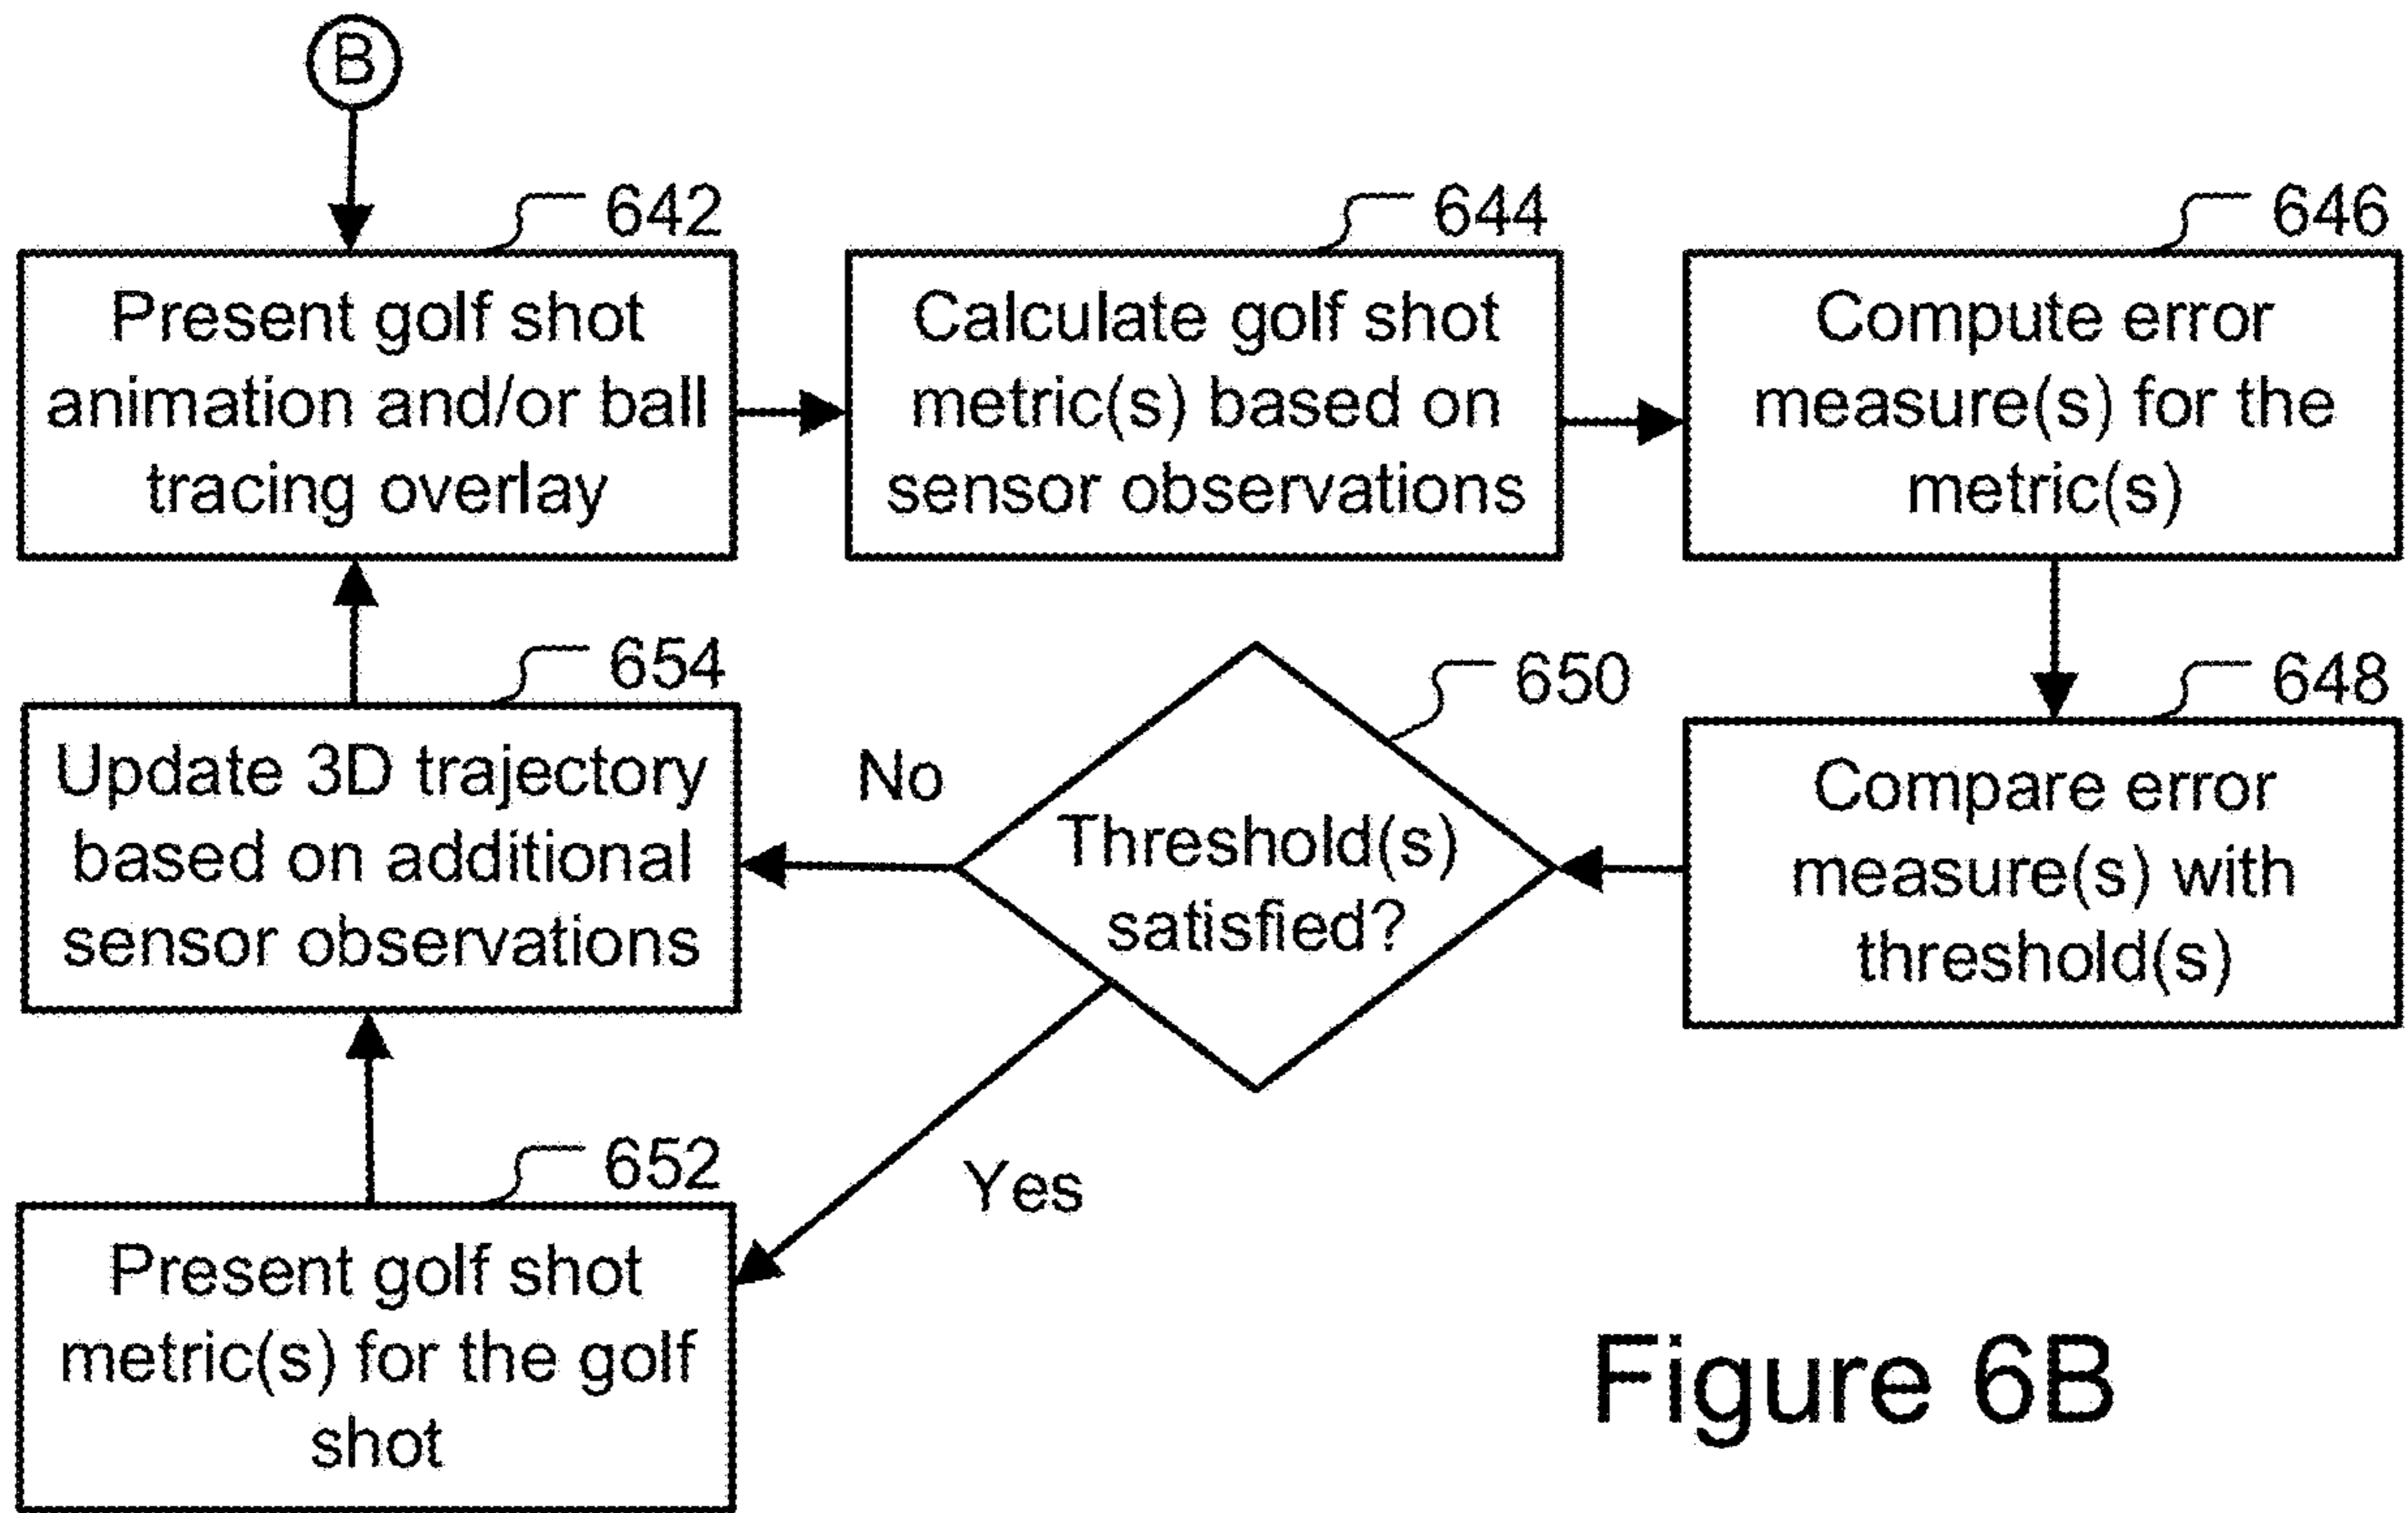 B
642
Present golf shot
animation and/or ball
tracing overlay
644
Calculate golf shot
metric(s) based on
sensor observations
646
Compute error
measure(s) for the
metric(s)
648
Compare error
measure(s) with
threshold(s)
650
Threshold(s)
satisfied?
No
Yes
654
Update 3D trajectory
based on additional
sensor observations
652
Present golf shot
metric(s) for the golf
shot
Figure 6B